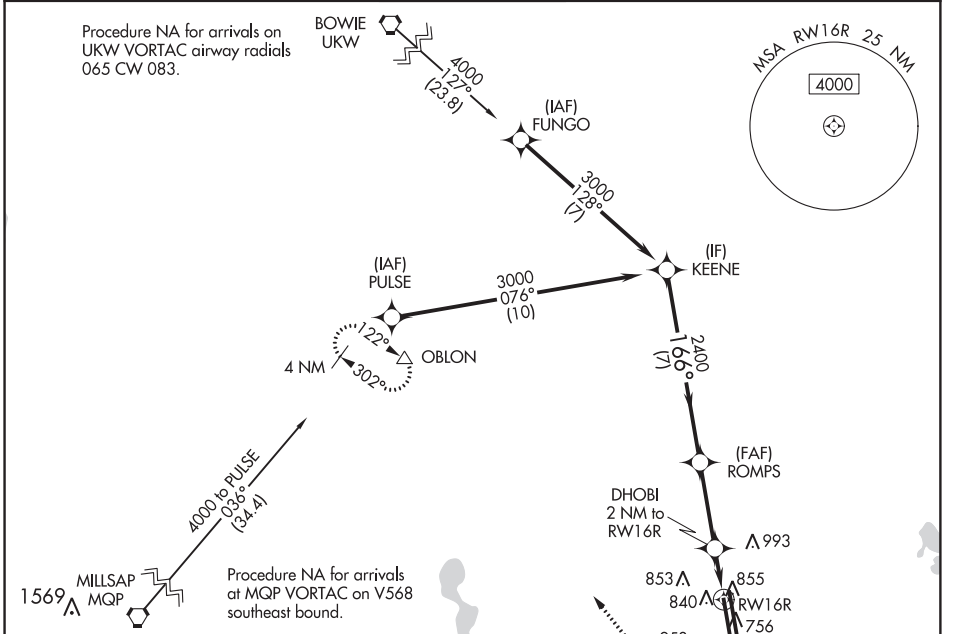 Procedure NA for arrivals on
UKW VORTAC airway radials
065 CW 083.
BOWIE
UKW
4000
127°
(23.8)
(IAF)
FUNGO
MSA RW16R 25 NM
4000
3000
128°
(7)
(IF)
KEENE
(IAF)
PULSE
3000
076°
(10)
122°
OBLON
4 NM
302°
2400
166°
(7)
4000 to PULSE
036°
(34.4)
(FAF)
ROMPS
DHOBI
2 NM to
RW16R
993
MILLSAP
MQP
1569
Procedure NA for arrivals
at MQP VORTAC on V568
southeast bound.
853
855
840
RW16R
756